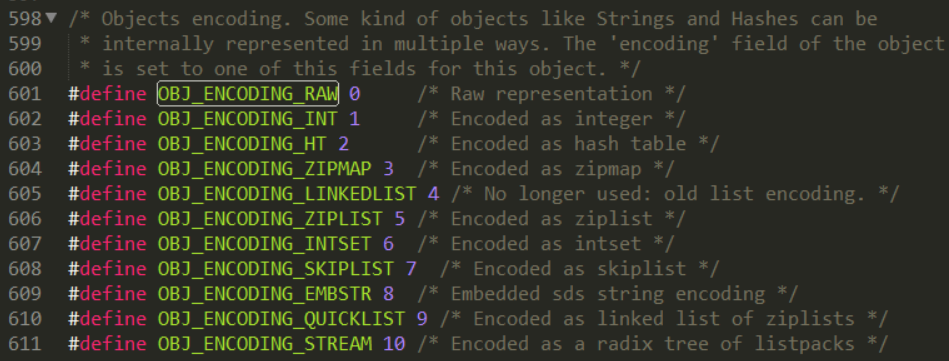 598 /* Objects encoding. Some kind of objects like Strings and Hashes can be
599 * internally represented in multiple ways. The 'encoding' field of the object
600 * is set to one of this fields for this object. */
601 #define OBJ_ENCODING_RAW 0 /* Raw representation */
602 #define OBJ_ENCODING_INT 1 /* Encoded as integer */
603 #define OBJ_ENCODING_HT 2 /* Encoded as hash table */
604 #define OBJ_ENCODING_ZIPMAP 3 /* Encoded as zipmap */
605 #define OBJ_ENCODING_LINKEDLIST 4 /* No longer used: old list encoding. */
606 #define OBJ_ENCODING_ZIPLIST 5 /* Encoded as ziplist */
607 #define OBJ_ENCODING_INTSET 6 /* Encoded as intset */
608 #define OBJ_ENCODING_SKIPLIST 7 /* Encoded as skiplist */
609 #define OBJ_ENCODING_EMBSTR 8 /* Embedded sds string encoding */
610 #define OBJ_ENCODING_QUICKLIST 9 /* Encoded as linked list of ziplists */
611 #define OBJ_ENCODING_STREAM 10 /* Encoded as a radix tree of listpacks */